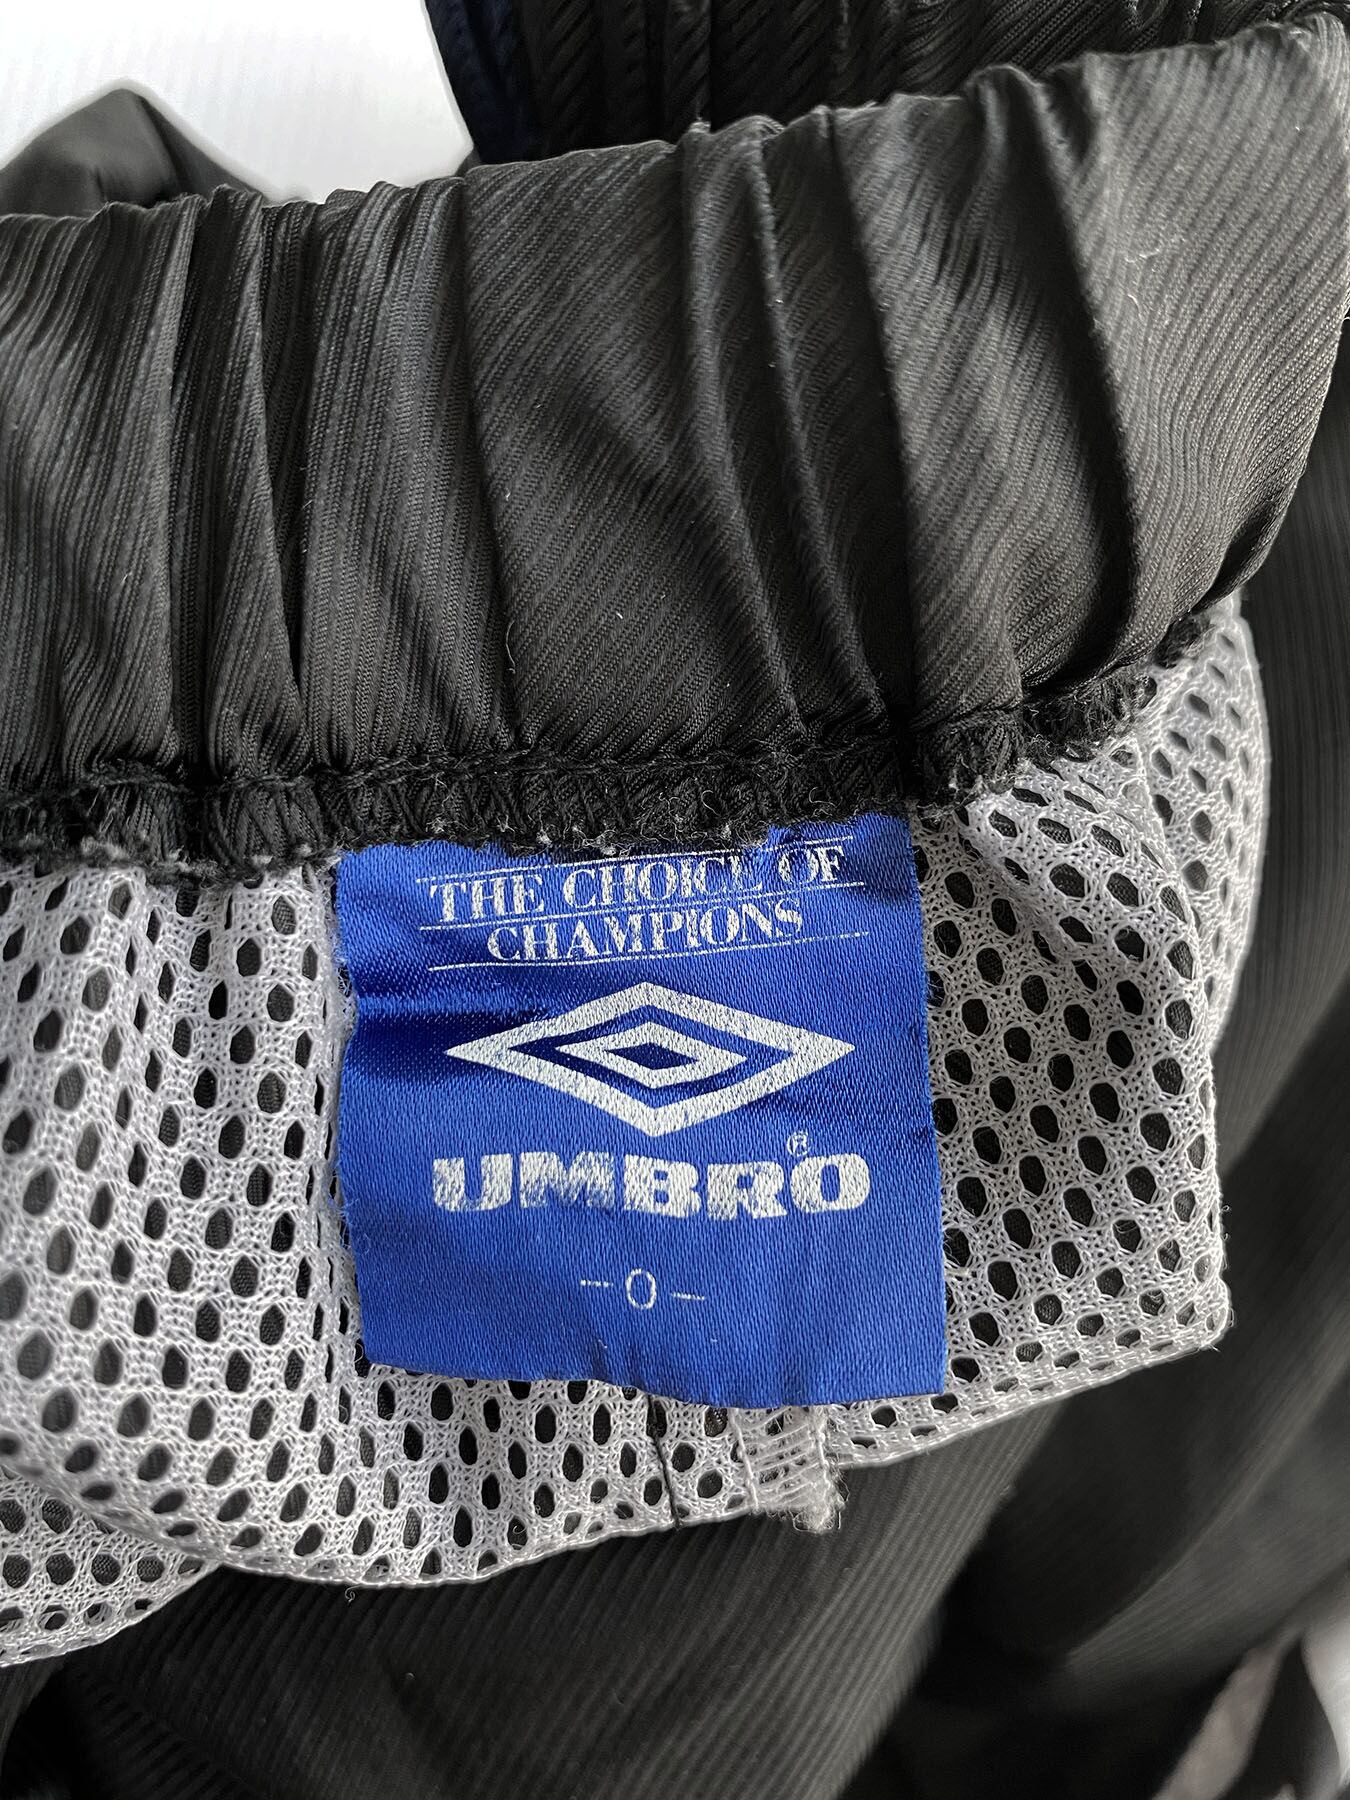 THE CHOICE OF
CHAMPIONS
UMBRO®
-O-